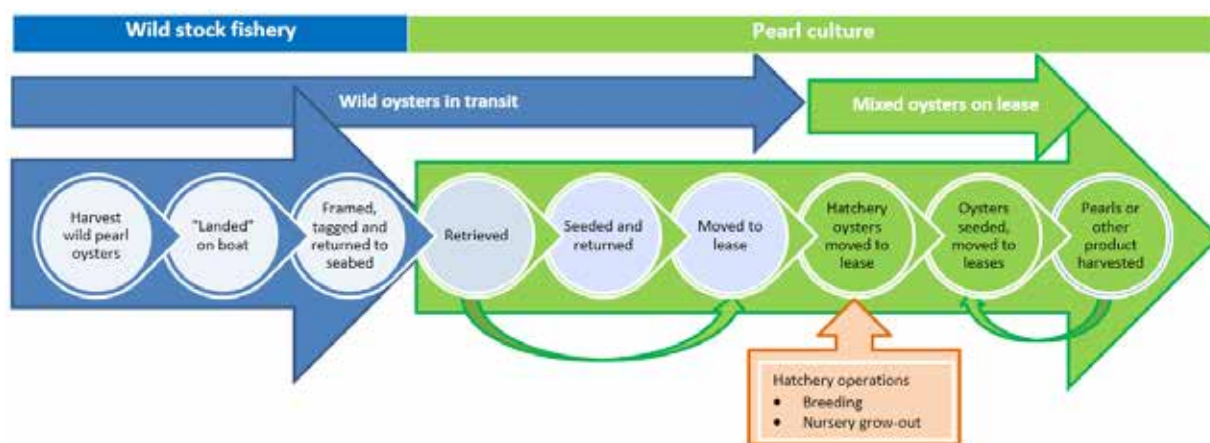 Wild stock fishery
Pearl culture
Wild oysters in transit
Mixed oysters on lease
Harvest
wild pearl
oysters
"Landed"
on boat
Framed,
tagged and
returned to
seabed
Retrieved
Seeded and
returned
Moved to
lease
Hatchery
oysters
moved to
lease
Oysters
seeded,
moved to
leases
Pearls or
other
product
harvested
Hatchery operations
• Breeding
• Nursery grow-out